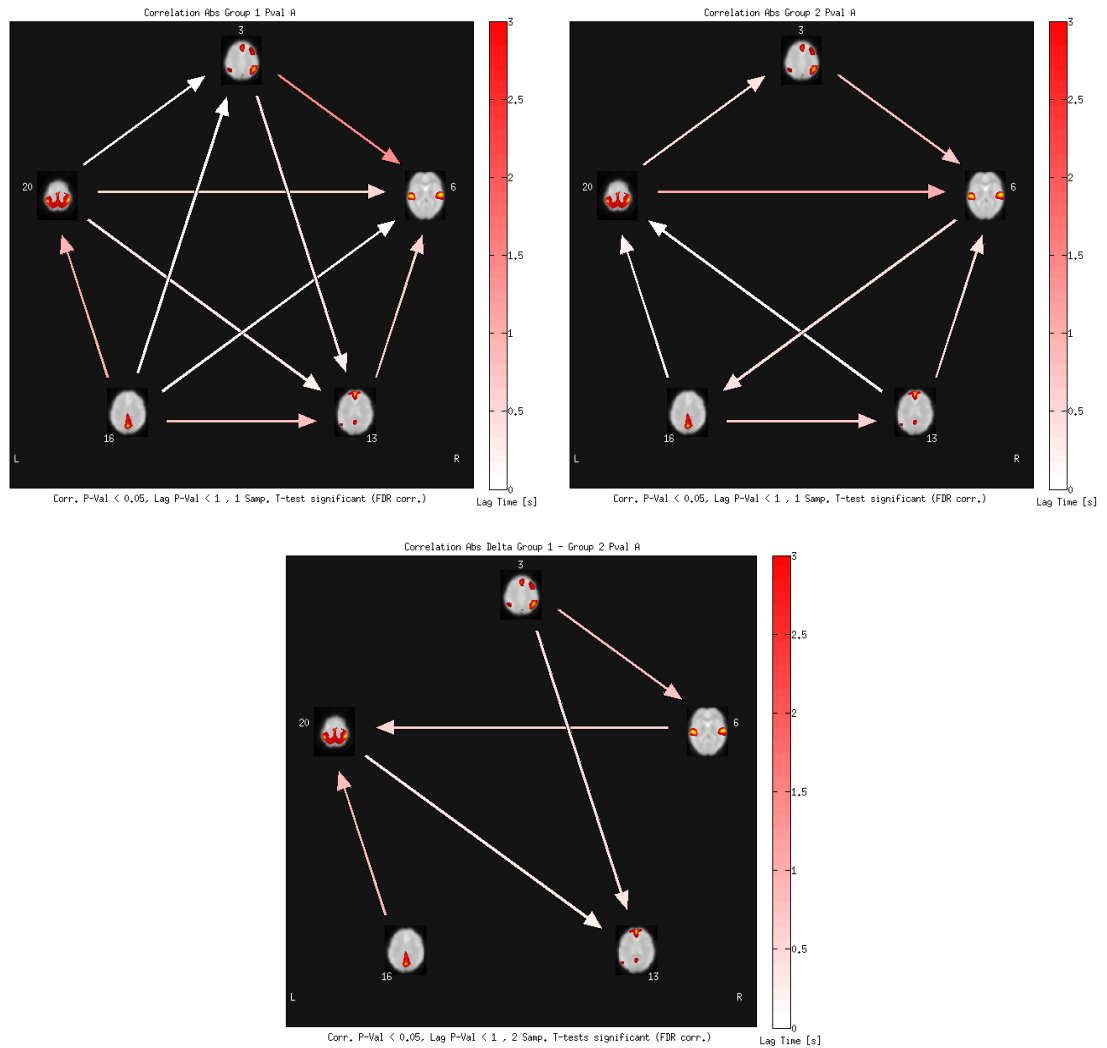 Correlation Abs Group 1 Pval A
3
20
6
16
13
L
R
Corr. P-Val < 0.05, Lag P-Val < 1 , 1 Samp. T-test significant (FDR corr.)
3
2.5
2
1.5
1
0.5
0
Lag Time [s]
Correlation Abs Group 2 Pval A
3
20
6
16
13
L
R
Corr. P-Val < 0.05, Lag P-Val < 1 , 1 Samp. T-test significant (FDR corr.)
3
2.5
2
1.5
1
0.5
0
Lag Time [s]
Correlation Abs Delta Group 1 - Group 2 Pval A
3
20
6
16
13
L
R
Corr. P-Val < 0.05, Lag P-Val < 1 , 2 Samp. T-tests significant (FDR corr.)
3
2.5
2
1.5
1
0.5
0
Lag Time [s]